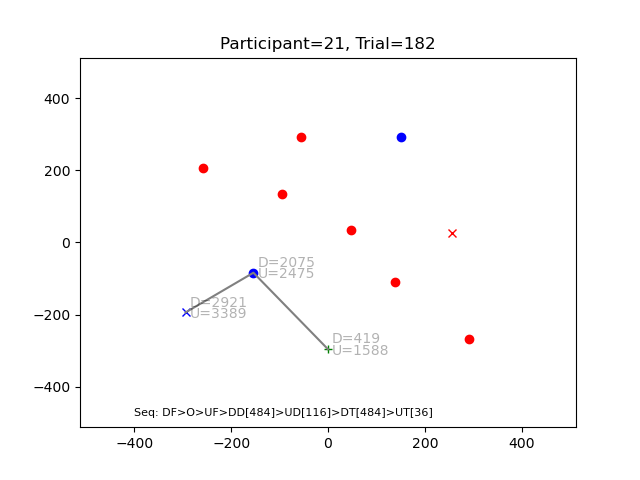 Participant=21, Trial=182
400
200
0
−200
−400
D=2075
U=2475
D=2921
U=3389
D=419
U=1588
Seq: DF>O>UF>DD[484]>UD[116]>DT[484]>UT[36]
−400 −200 0 200 400